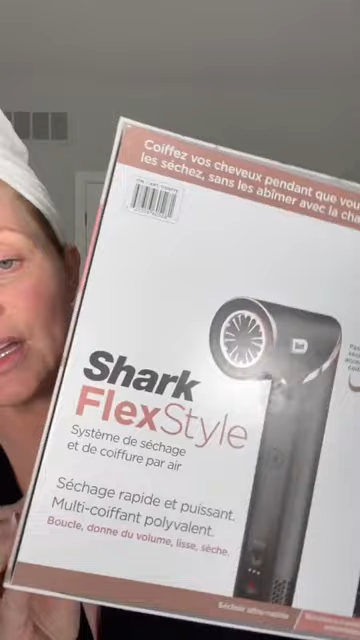 Coiffez vos cheveux pendant que vous
les séchez, sans les abîmer avec la
Shark
FlexStyle
Système de séchage
et de coiffure par air
Séchage rapide et puissant.
Multi-coiffant polyvalent.
Boucle, donne du volume, lisse, sèche.